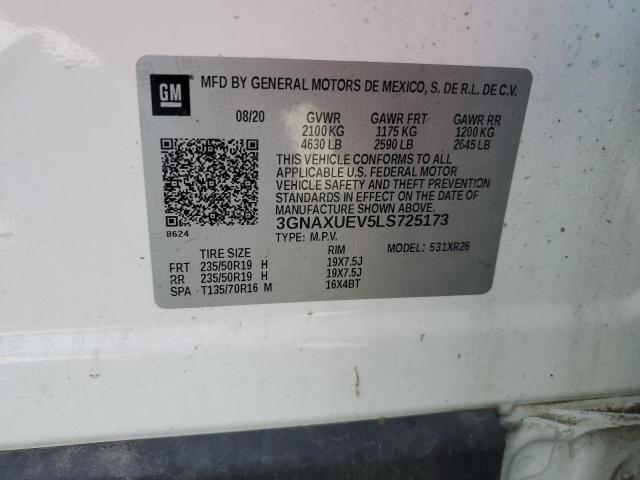 GM MFD BY GENERAL MOTORS DE MEXICO, S. DE R.L. DE C.V.
08/20 GVWR GAWR FRT GAWR RR
2100 KG 1175 KG 1200 KG
4630 LB 2590 LB 2645 LB
THIS VEHICLE CONFORMS TO ALL
APPLICABLE U.S. FEDERAL MOTOR
VEHICLE SAFETY AND THEFT PREVENTION
STANDARDS IN EFFECT ON THE DATE OF
MANUFACTURE SHOWN ABOVE.
3GNAXUEV5LS725173
8624
TYPE: M.P.V. MODEL: 531XR26
TIRE SIZE RIM
FRT 235/50R19 H 19X7.5J
RR 235/50R19 H 19X7.5J
SPA T135/70R16 M 16X4BT